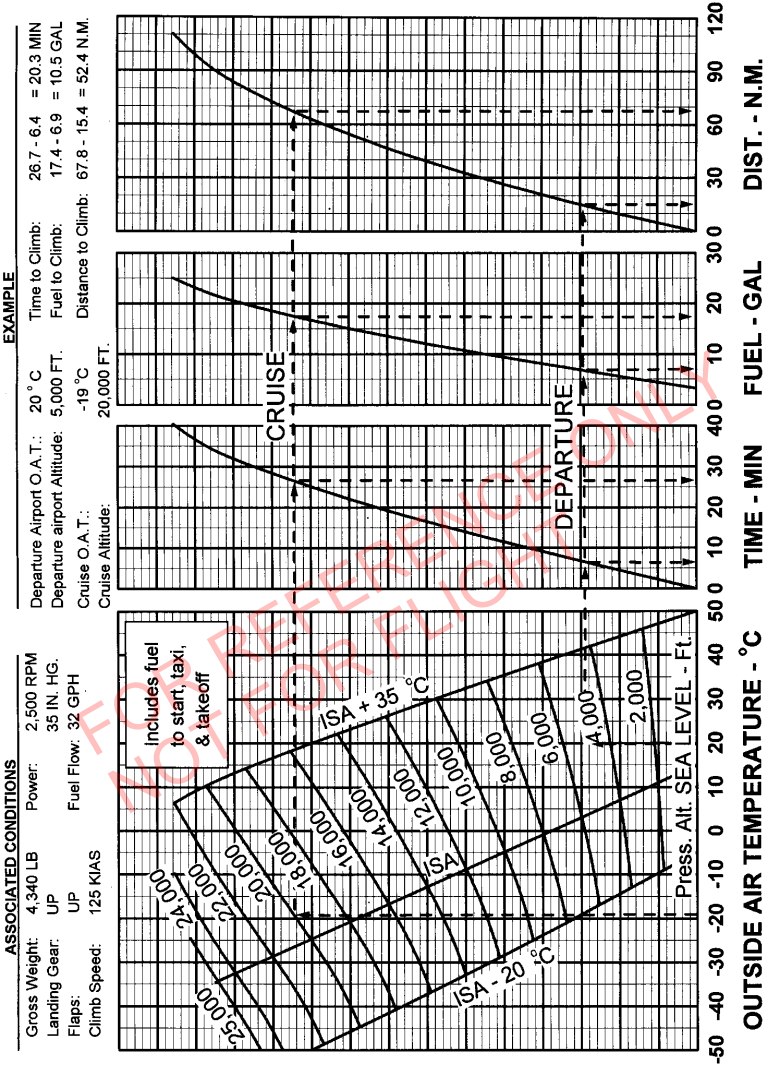 ASSOCIATED CONDITIONS
Gross Weight: 4,340 LB Power: 2,500 RPM
Landing Gear: UP 35 IN. HG.
Flaps: UP Fuel Flow: 32 GPH
Climb Speed: 125 KIAS
EXAMPLE
Departure Airport O.A.T.: 20 °C Time to Climb: 26.7 - 6.4 = 20.3 MIN
Departure airport Altitude: 5,000 FT. Fuel to Climb: 17.4 - 6.9 = 10.5 GAL
Cruise O.A.T.: -19 °C Distance to Climb: 67.8 - 15.4 = 52.4 N.M.
Cruise Altitude: 20,000 FT.
Includes fuel
to start, taxi,
& takeoff
25,000
24,000
22,000
20,000
18,000
16,000
14,000
12,000
10,000
8,000
6,000
4,000
2,000
Press. Alt. SEA LEVEL - Ft.
ISA + 35 °C
ISA
ISA - 20 °C
CRUISE
DEPARTURE
-50 -40 -30 -20 -10 0 10 20 30 40 50
0 10 20 30 40
0 10 20 30
0 30 60 90 120
OUTSIDE AIR TEMPERATURE - °C TIME - MIN FUEL - GAL DIST. - N.M.
FOR REFERENCE ONLY
NOT FOR FLIGHT